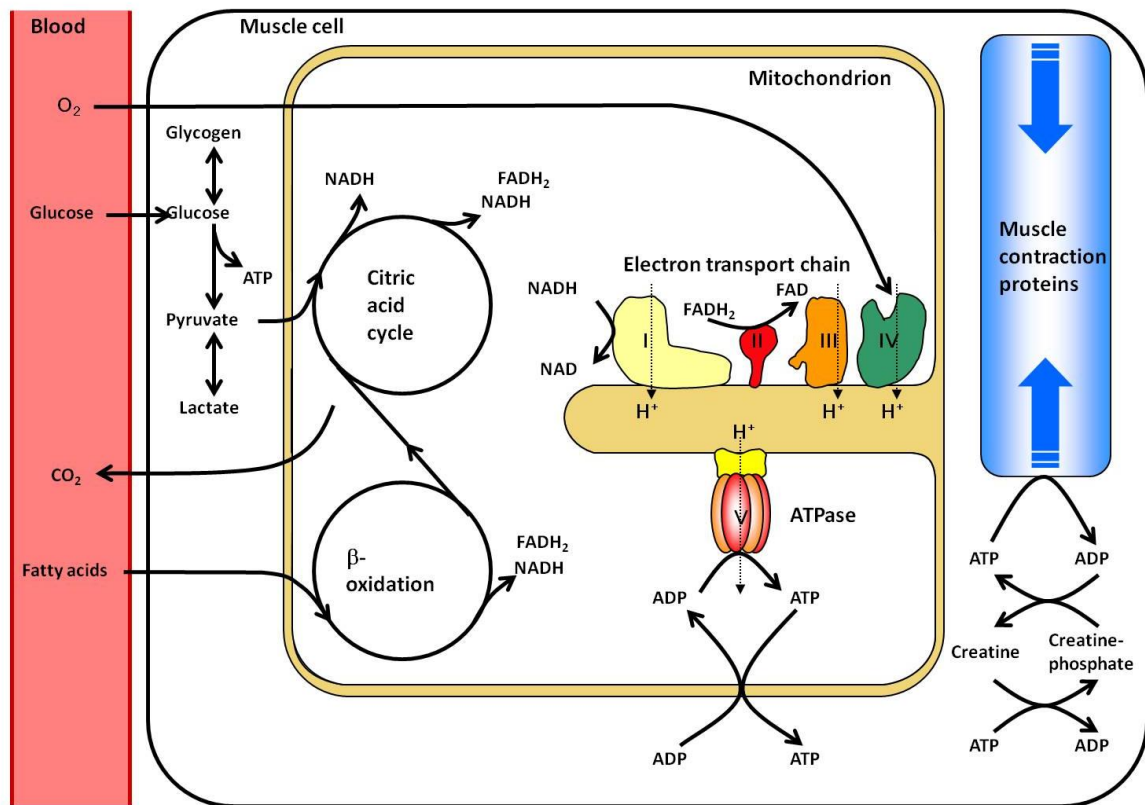 Blood
Muscle cell
Mitochondrion
O₂
Glycogen
Glucose
Glucose
ATP
Pyruvate
Lactate
CO₂
Fatty acids
NADH
FADH₂
NADH
Citric
acid
cycle
β-
oxidation
FADH₂
NADH
Electron transport chain
NADH
NAD
FADH₂
FAD
I
II
III
IV
H⁺
H⁺
H⁺
H⁺
V
ATPase
ADP
ATP
ADP
ATP
Muscle
contraction
proteins
ATP
ADP
Creatine
Creatine-
phosphate
ATP
ADP